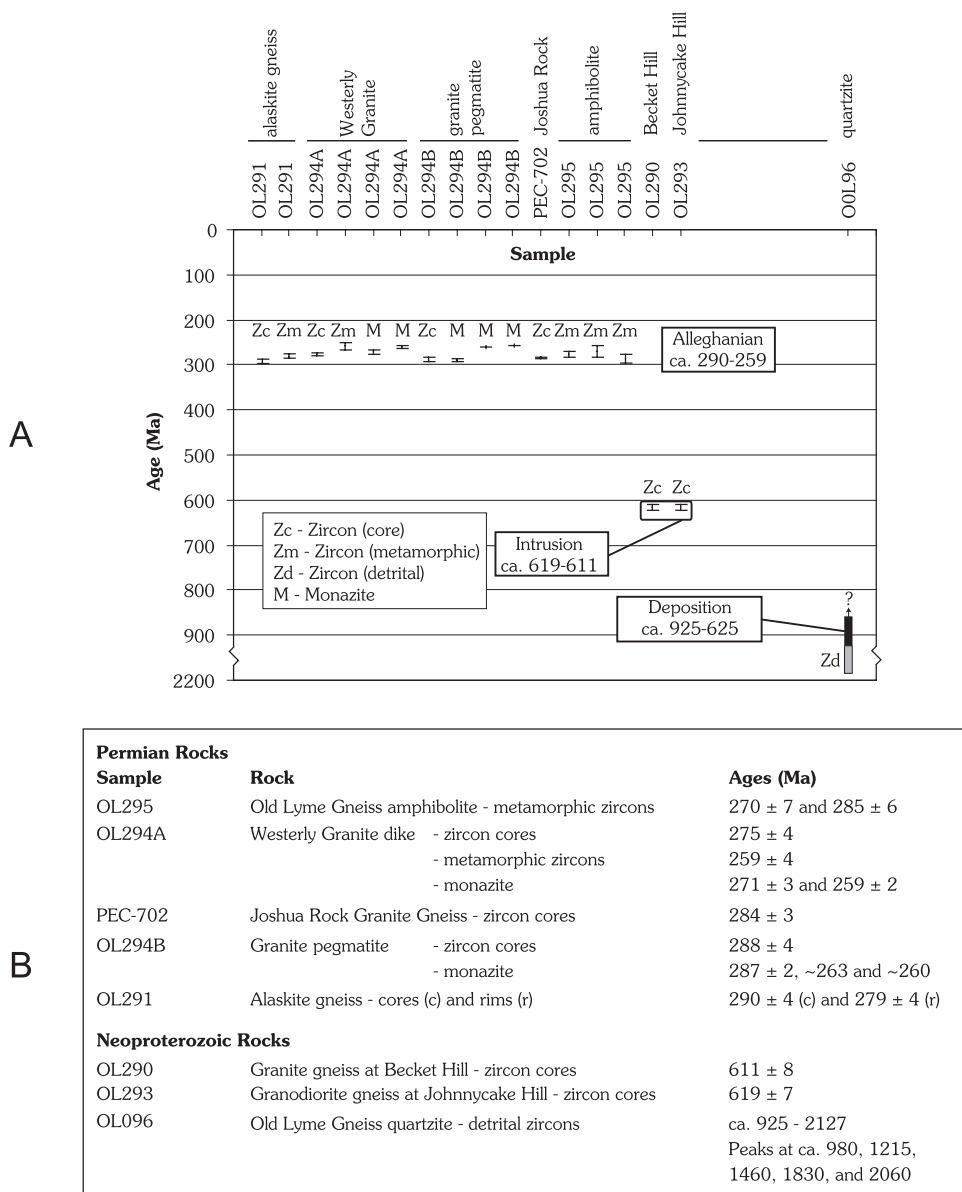 alaskite gneiss
Westerly
Granite
granite
pegmatite
Joshua Rock
amphibolite
Becket Hill
Johnnycake Hill
quartzite
OL291
OL291
OL294A
OL294A
OL294A
OL294A
OL294B
OL294B
OL294B
OL294B
PEC-702
OL295
OL295
OL295
OL290
OL293
O0L96
Sample
0
100
200
300
400
500
600
700
800
900
2200
Age (Ma)
A
Zc Zm Zc Zm M M Zc M M M Zc Zm Zm Zm
Alleghanian
ca. 290-259
Zc Zc
Zc - Zircon (core)
Zm - Zircon (metamorphic)
Zd - Zircon (detrital)
M - Monazite
Intrusion
ca. 619-611
Deposition
ca. 925-625
?
Zd
B
Permian Rocks
Sample Rock Ages (Ma)
OL295 Old Lyme Gneiss amphibolite - metamorphic zircons 270 ± 7 and 285 ± 6
OL294A Westerly Granite dike - zircon cores 275 ± 4
- metamorphic zircons 259 ± 4
- monazite 271 ± 3 and 259 ± 2
PEC-702 Joshua Rock Granite Gneiss - zircon cores 284 ± 3
OL294B Granite pegmatite - zircon cores 288 ± 4
- monazite 287 ± 2, ~263 and ~260
OL291 Alaskite gneiss - cores (c) and rims (r) 290 ± 4 (c) and 279 ± 4 (r)
Neoproterozoic Rocks
OL290 Granite gneiss at Becket Hill - zircon cores 611 ± 8
OL293 Granodiorite gneiss at Johnnycake Hill - zircon cores 619 ± 7
OL096 Old Lyme Gneiss quartzite - detrital zircons ca. 925 - 2127
Peaks at ca. 980, 1215,
1460, 1830, and 2060